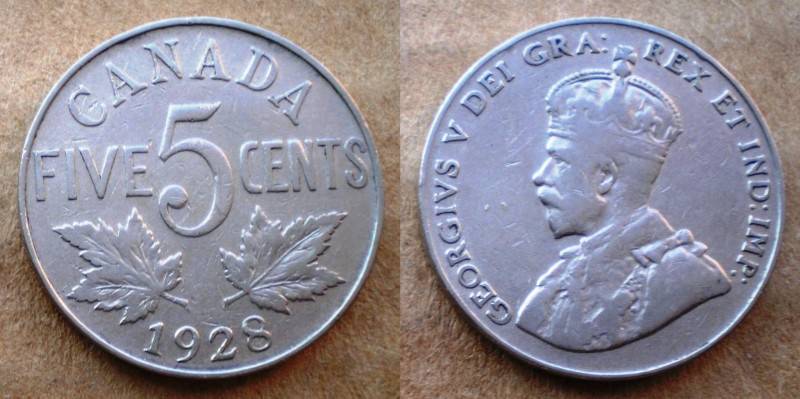 CANADA
FIVE 5 CENTS
1928
GEORGIVS V DEI GRA: REX ET IND: IMP: